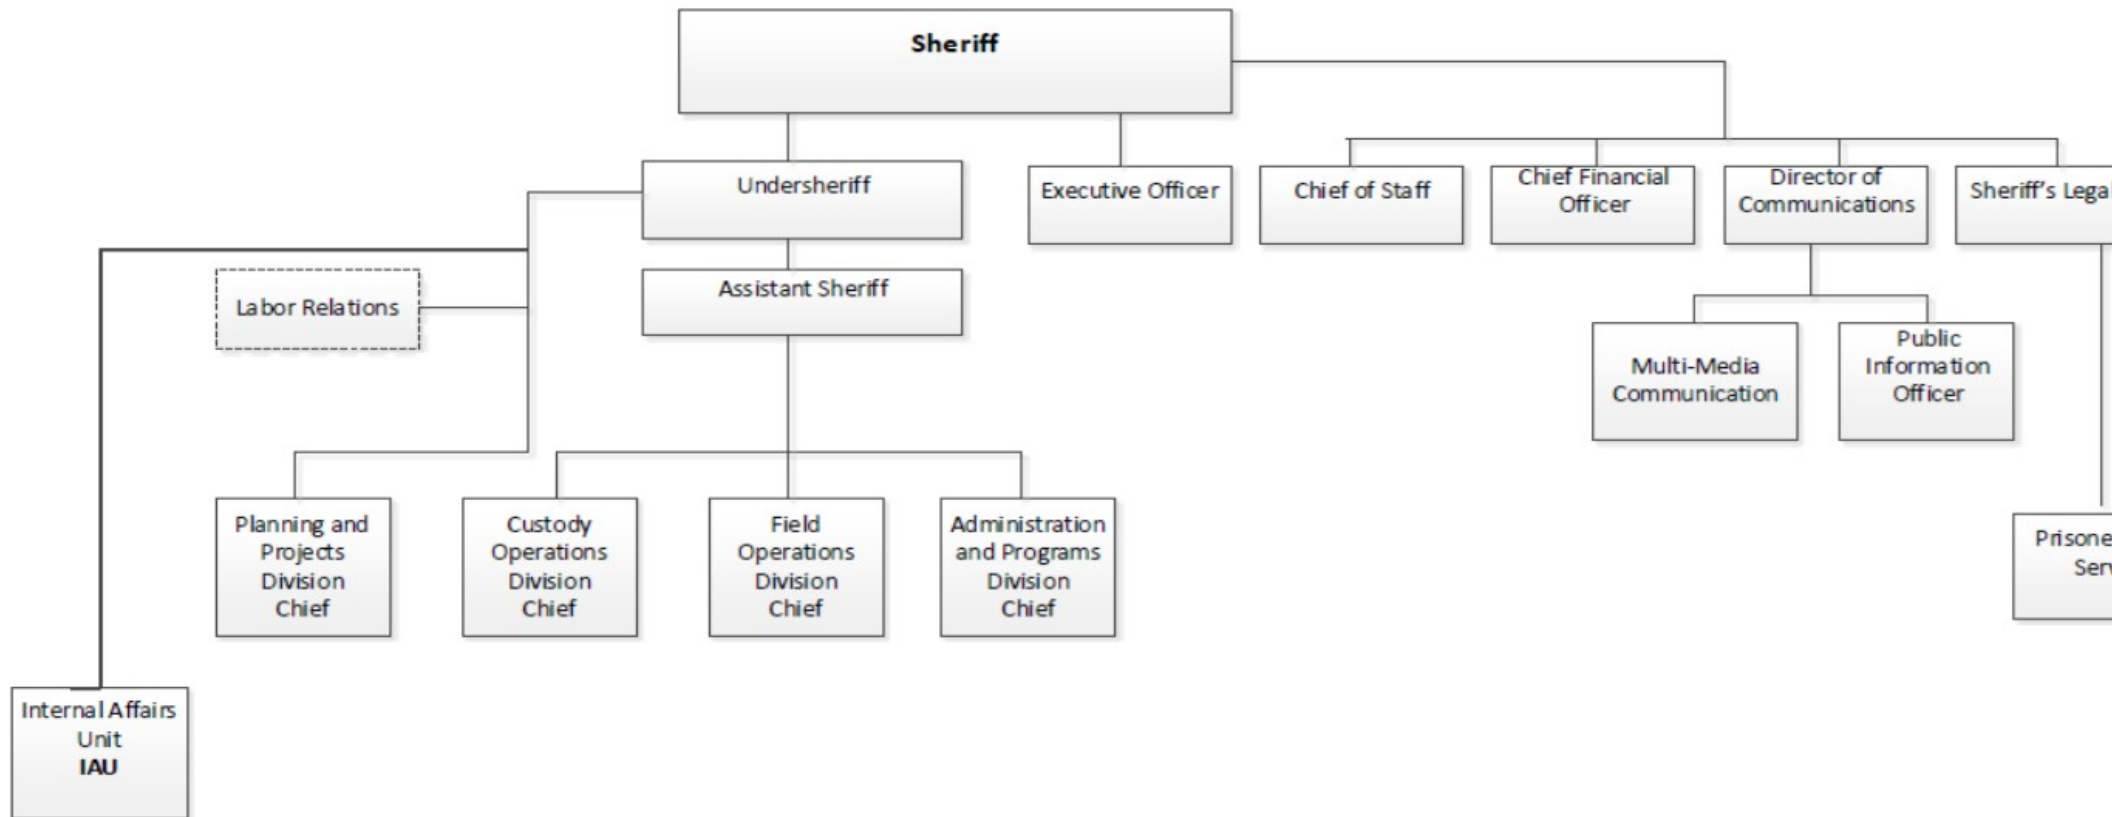 Sheriff
Undersheriff
Executive Officer
Chief of Staff
Chief Financial
Officer
Director of
Communications
Sheriff's Legal
Labor Relations
Assistant Sheriff
Multi-Media
Communication
Public
Information
Officer
Planning and
Projects
Division
Chief
Custody
Operations
Division
Chief
Field
Operations
Division
Chief
Administration
and Programs
Division
Chief
Internal Affairs
Unit
IAU